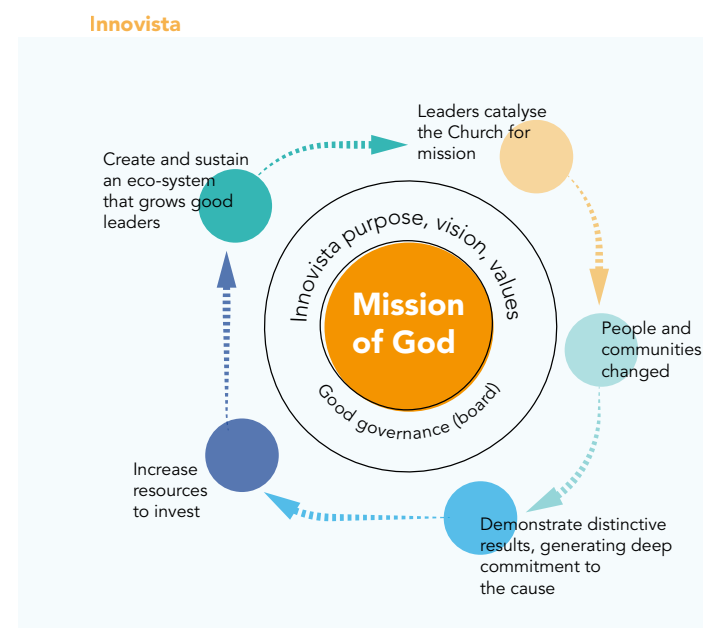 Innovista
Leaders catalyse
the Church for
mission
Create and sustain
an eco-system
that grows good
leaders
Innovista purpose, vision, values
Mission
of God
Good governance (board)
People and
communities
changed
Increase
resources
to invest
Demonstrate distinctive
results, generating deep
commitment to
the cause